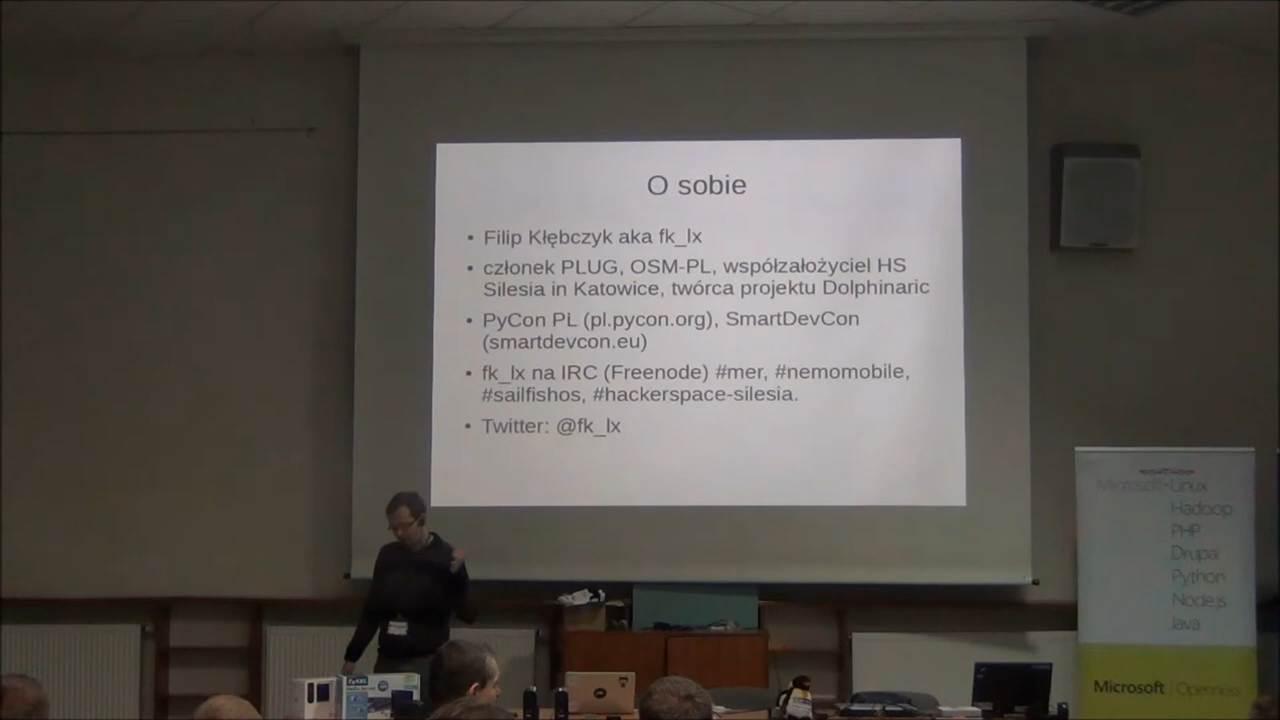 O sobie
• Filip Kłębczyk aka fk_lx
• członek PLUG, OSM-PL, współzałożyciel HS
Silesia in Katowice, twórca projektu Dolphinaric
• PyCon PL (pl.pycon.org), SmartDevCon
(smartdevcon.eu)
• fk_lx na IRC (Freenode) #mer, #nemomobile,
#sailfishos, #hackerspace-silesia.
• Twitter: @fk_lx
Microsoft+Linux
Hadoop
PHP
Drupal
Python
Node.js
Java
Microsoft | Openness
ZyXEL